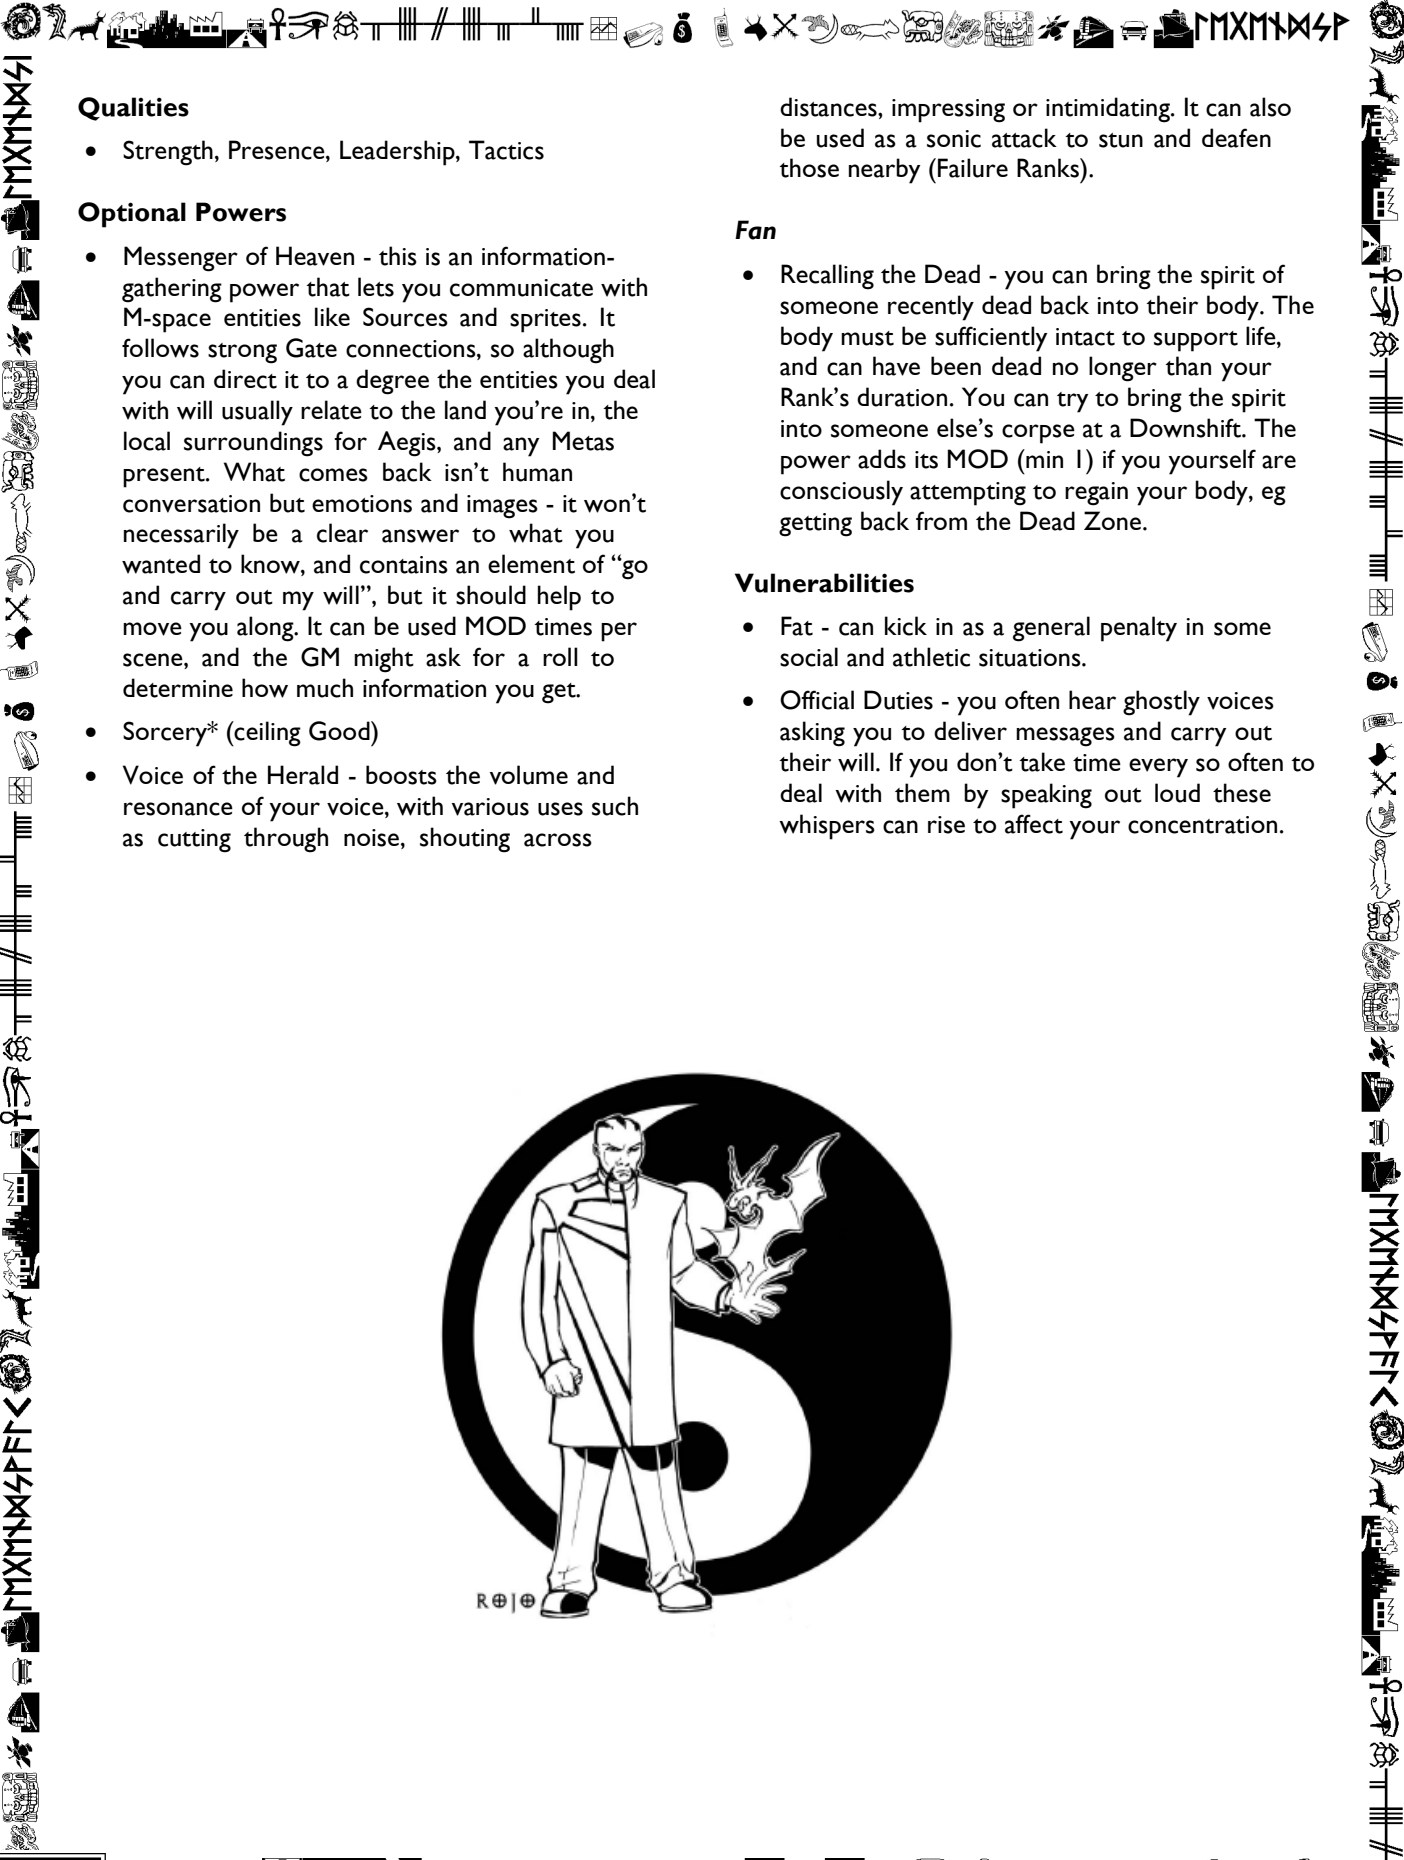 Qualities
• Strength, Presence, Leadership, Tactics
Optional Powers
• Messenger of Heaven - this is an information-
gathering power that lets you communicate with
M-space entities like Sources and sprites. It
follows strong Gate connections, so although
you can direct it to a degree the entities you deal
with will usually relate to the land you're in, the
local surroundings for Aegis, and any Metas
present. What comes back isn't human
conversation but emotions and images - it won't
necessarily be a clear answer to what you
wanted to know, and contains an element of “go
and carry out my will”, but it should help to
move you along. It can be used MOD times per
scene, and the GM might ask for a roll to
determine how much information you get.
• Sorcery* (ceiling Good)
• Voice of the Herald - boosts the volume and
resonance of your voice, with various uses such
as cutting through noise, shouting across
distances, impressing or intimidating. It can also
be used as a sonic attack to stun and deafen
those nearby (Failure Ranks).
Fan
• Recalling the Dead - you can bring the spirit of
someone recently dead back into their body. The
body must be sufficiently intact to support life,
and can have been dead no longer than your
Rank's duration. You can try to bring the spirit
into someone else's corpse at a Downshift. The
power adds its MOD (min 1) if you yourself are
consciously attempting to regain your body, eg
getting back from the Dead Zone.
Vulnerabilities
• Fat - can kick in as a general penalty in some
social and athletic situations.
• Official Duties - you often hear ghostly voices
asking you to deliver messages and carry out
their will. If you don't take time every so often to
deal with them by speaking out loud these
whispers can rise to affect your concentration.
ROJO